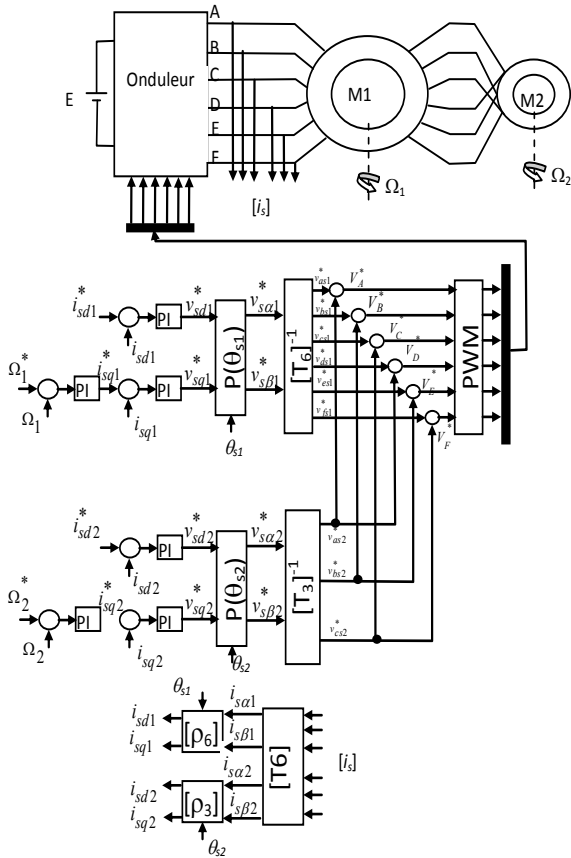 A
B
C
D
E
F
E
Onduleur
M1
M2
Ω1
Ω2
[is]
i*sd1
isd1
PI
v*sd1
v*sα1
Ω*1
Ω1
PI
i*sq1
isq1
PI
v*sq1
v*sβ1
P(θs1)
θs1
[T6]-1
v*as1
v*bs1
v*cs1
v*ds1
v*es1
v*fs1
V*A
V*B
V*C
V*D
V*E
V*F
PWM
i*sd2
isd2
PI
v*sd2
v*sα2
Ω*2
Ω2
PI
i*sq2
isq2
PI
v*sq2
v*sβ2
P(θs2)
θs2
[T3]-1
v*as2
v*bs2
v*cs2
θs1
isd1
isq1
[ρ6]
isα1
isβ1
isd2
isq2
[ρ3]
isα2
isβ2
θs2
[T6]
[is]